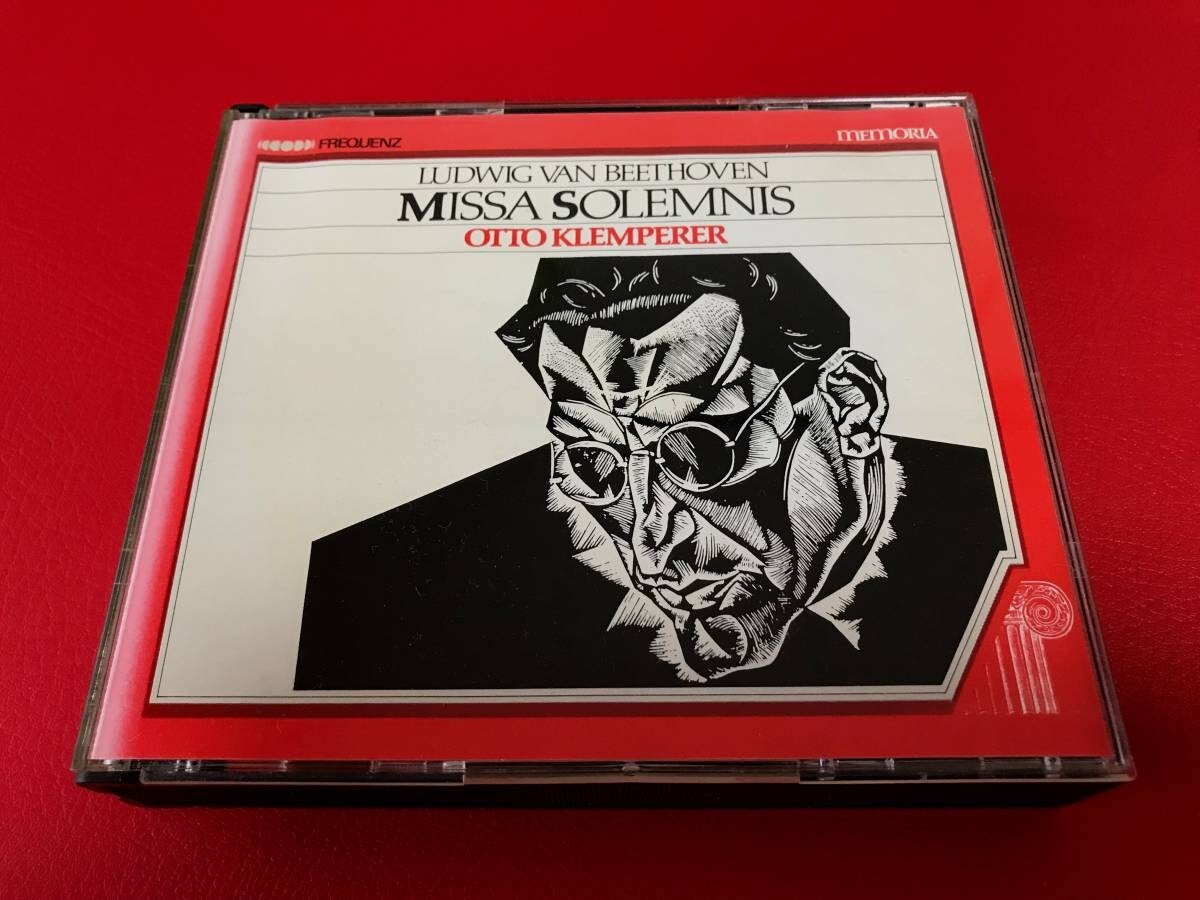 FREQUENZ
memoria
LUDWIG VAN BEETHOVEN
MISSA SOLEMNIS
OTTO KLEMPERER